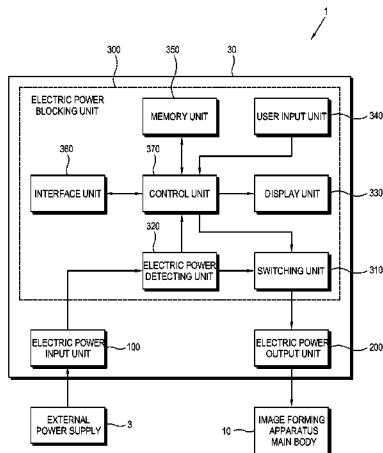 1
300
350
30
ELECTRIC POWER
BLOCKING UNIT
MEMORY UNIT
USER INPUT UNIT
340
360
370
INTERFACE UNIT
CONTROL UNIT
DISPLAY UNIT
330
320
ELECTRIC POWER
DETECTING UNIT
SWITCHING UNIT
310
ELECTRIC POWER
INPUT UNIT
100
ELECTRIC POWER
OUTPUT UNIT
200
EXTERNAL
POWER SUPPLY
3
10
IMAGE FORMING
APPARATUS
MAIN BODY